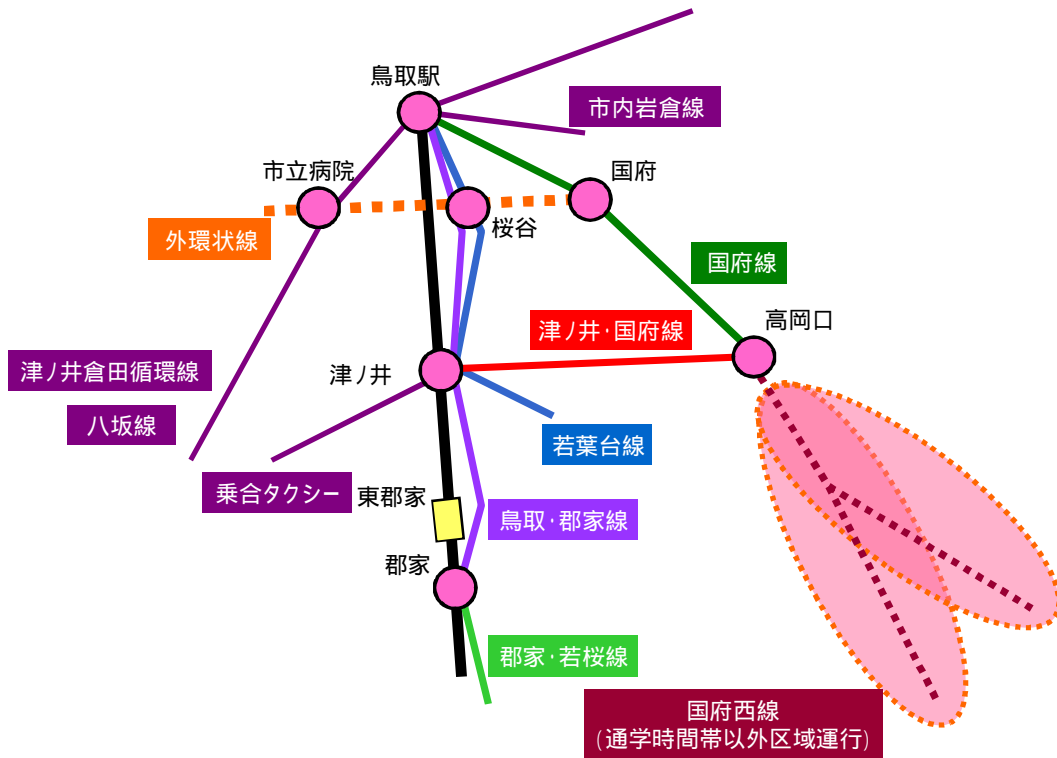 鳥取駅
市内岩倉線
市立病院
国府
桜谷
外環状線
国府線
高岡口
津ノ井・国府線
津ノ井倉田循環線
津ノ井
八坂線
若葉台線
乗合タクシー
東郡家
鳥取・郡家線
郡家
郡家・若桜線
国府西線
(通学時間帯以外区域運行)